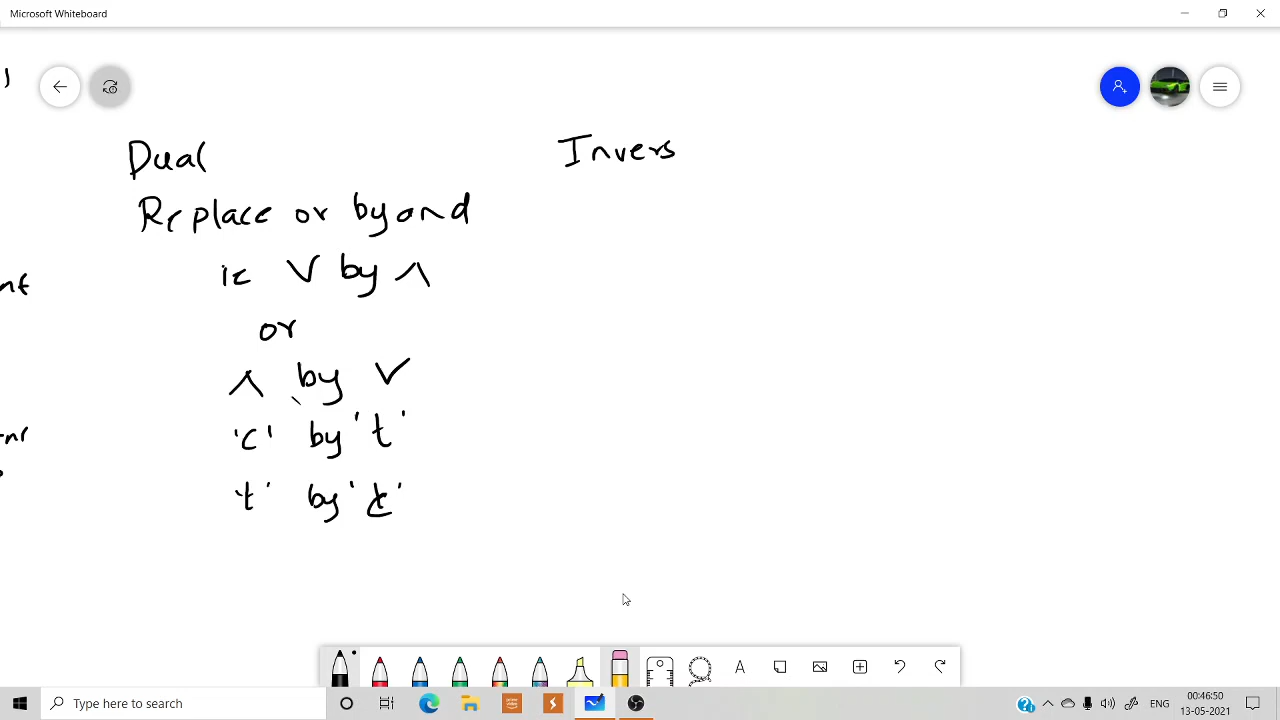 Microsoft Whiteboard
Dual
Invers
Replace or by and
ie V by ∧
or
∧ by V
'c' by 't'
't' by 'c'
A
Type here to search
ENG
00:46:50
13-05-2021